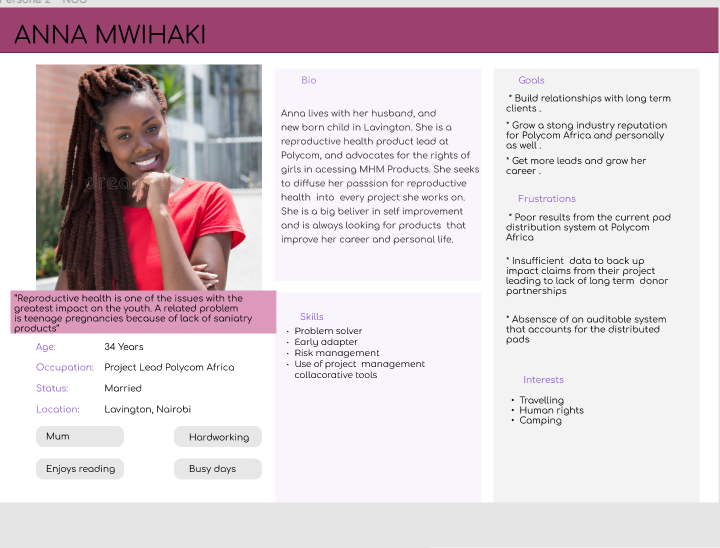 Persona 2 - NGO
ANNA MWIHAKI
dream
"Reproductive health is one of the issues with the
greatest impact on the youth. A related problem
is teenage pregnancies because of lack of saniatry
products"
Age: 34 Years
Occupation: Project Lead Polycom Africa
Status: Married
Location: Lavington, Nairobi
Mum
Hardworking
Enjoys reading
Busy days
Bio
Anna lives with her husband, and
new born child in Lavington. She is a
reproductive health product lead at
Polycom, and advocates for the rights of
girls in acessing MHM Products. She seeks
to diffuse her passsion for reproductive
health into every project she works on.
She is a big beliver in self improvement
and is always looking for products that
improve her career and personal life.
Skills
• Problem solver
• Early adapter
• Risk management
• Use of project management
collacorative tools
Goals
* Build relationships with long term
clients .
* Grow a stong industry reputation
for Polycom Africa and personally
as well .
* Get more leads and grow her
career .
Frustrations
* Poor results from the current pad
distribution system at Polycom
Africa
* Insufficient data to back up
impact claims from their project
leading to lack of long term donor
partnerships
* Absensce of an auditable system
that accounts for the distributed
pads
Interests
• Travelling
• Human rights
• Camping